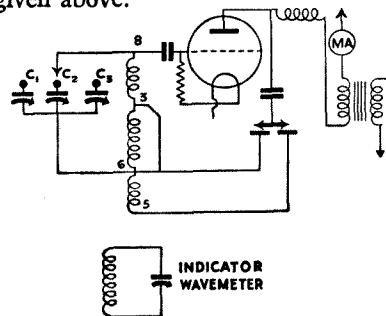 given above.
8
C1
C2
C3
3
6
5
MA
INDICATOR
WAVEMETER